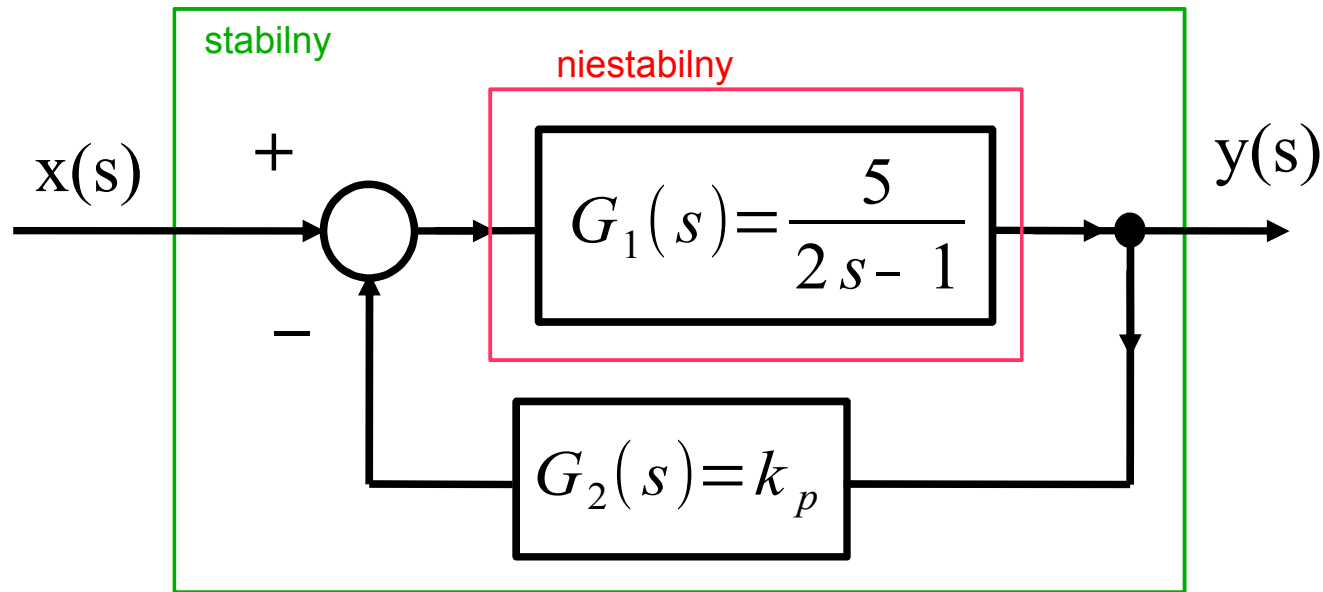 stabilny
niestabilny
x(s)
+
−
G₁(s)=5/(2s−1)
y(s)
G₂(s)=kₚ